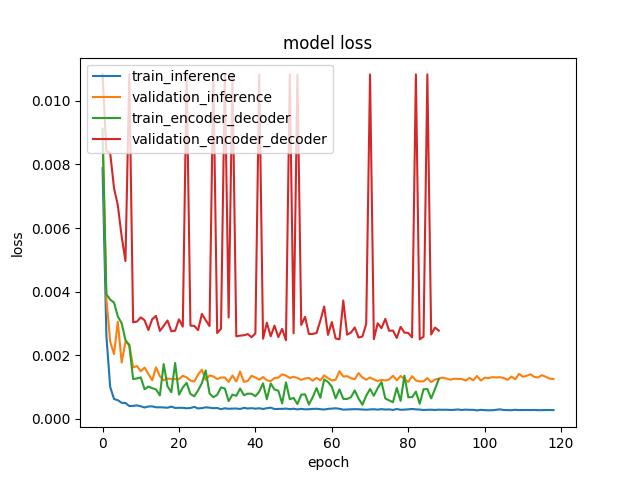 model loss
train_inference
validation_inference
train_encoder_decoder
validation_encoder_decoder
0.010
0.008
0.006
0.004
0.002
0.000
loss
0 20 40 60 80 100 120
epoch